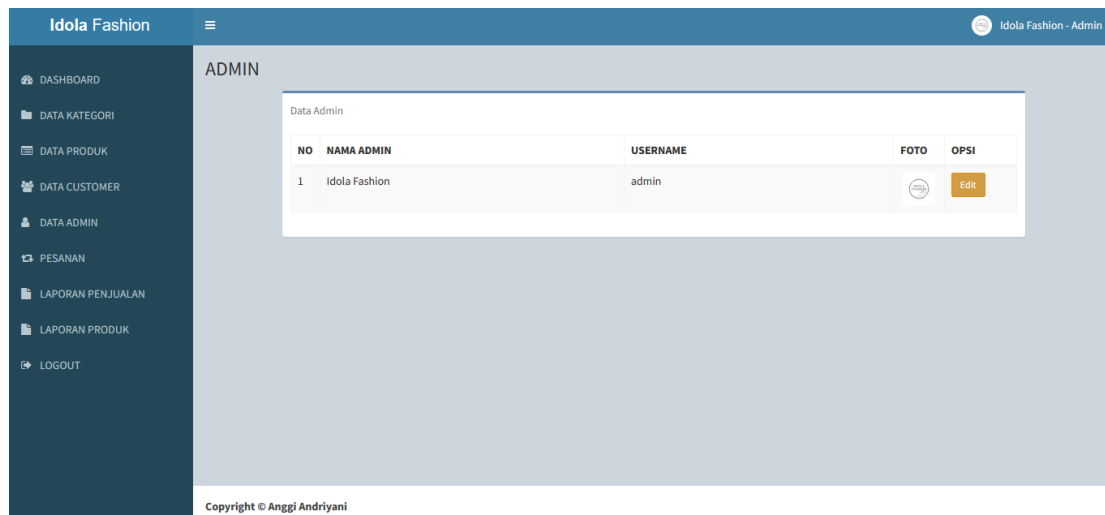 Idola Fashion
Idola Fashion - Admin
DASHBOARD
DATA KATEGORI
DATA PRODUK
DATA CUSTOMER
DATA ADMIN
PESANAN
LAPORAN PENJUALAN
LAPORAN PRODUK
LOGOUT
ADMIN
Data Admin
NO NAMA ADMIN USERNAME FOTO OPSI
1 Idola Fashion admin Edit
Copyright © Anggi Andriyani